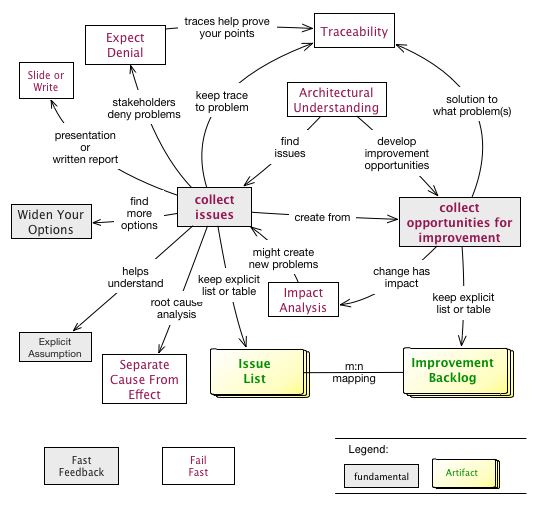 traces help prove
your points
Expect
Denial
Traceability
Slide or
Write
keep trace
to problem
Architectural
Understanding
stakeholders
deny problems
solution to
what problem(s)
presentation
or
written report
find
issues
develop
improvement
opportunities
collect
issues
collect
opportunities for
improvement
Widen Your
Options
find
more
options
create from
might create
new problems
helps
understand
keep explicit
list or table
change has
impact
root cause
analysis
Impact
Analysis
keep explicit
list or table
Explicit
Assumption
Separate
Cause From
Effect
Issue
List
m:n
mapping
Improvement
Backlog
Legend:
Fast
Feedback
Fail
Fast
fundamental
Artifact